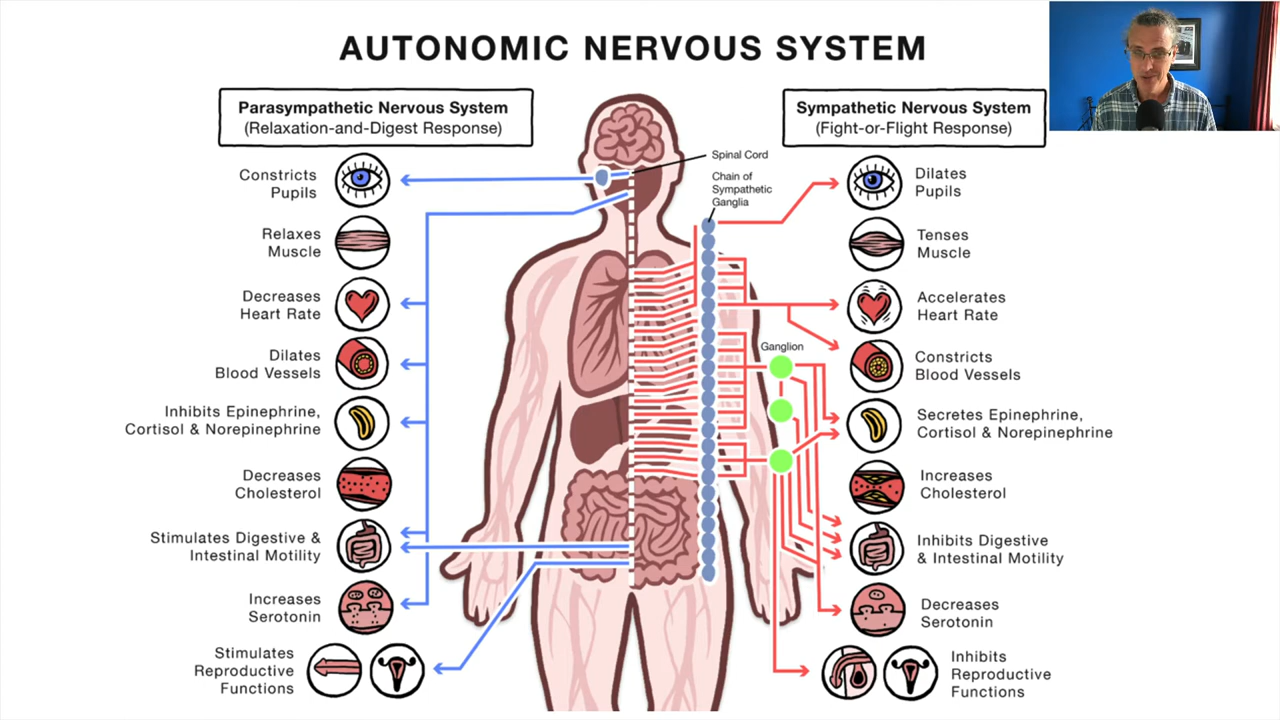 AUTONOMIC NERVOUS SYSTEM
Parasympathetic Nervous System
(Relaxation-and-Digest Response)
Constricts
Pupils
Relaxes
Muscle
Decreases
Heart Rate
Dilates
Blood Vessels
Inhibits Epinephrine,
Cortisol & Norepinephrine
Decreases
Cholesterol
Stimulates Digestive &
Intestinal Motility
Increases
Serotonin
Stimulates
Reproductive
Functions
Spinal Cord
Chain of
Sympathetic
Ganglia
Ganglion
Sympathetic Nervous System
(Fight-or-Flight Response)
Dilates
Pupils
Tenses
Muscle
Accelerates
Heart Rate
Constricts
Blood Vessels
Secretes Epinephrine,
Cortisol & Norepinephrine
Increases
Cholesterol
Inhibits Digestive
& Intestinal Motility
Decreases
Serotonin
Inhibits
Reproductive
Functions